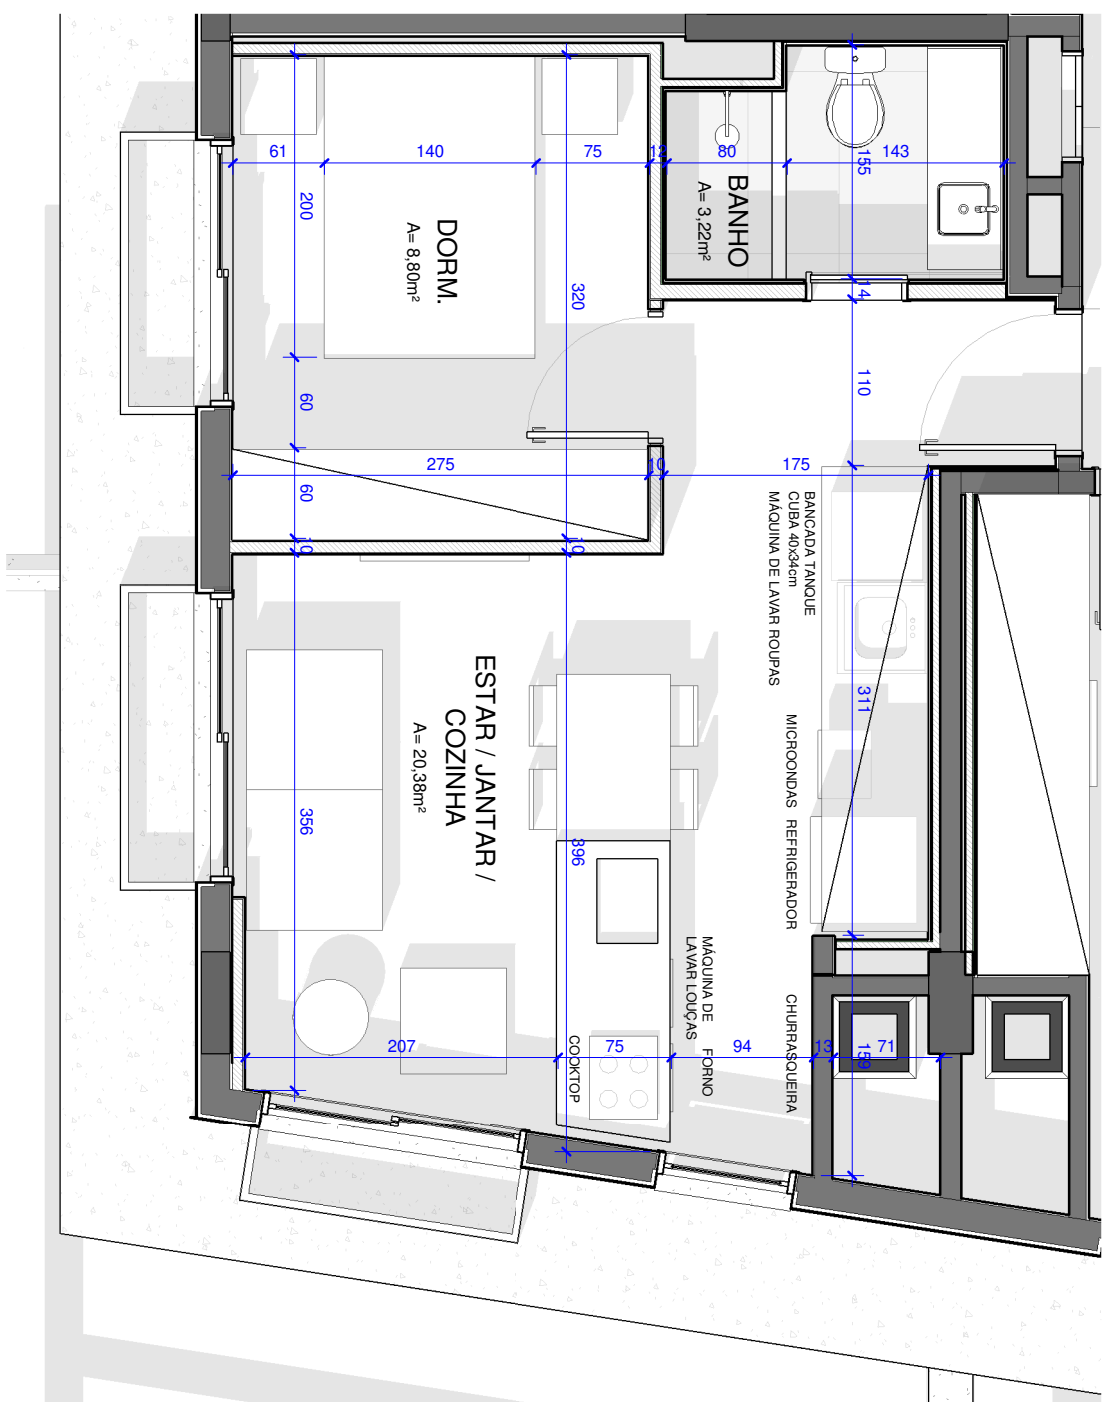 61
140
75
12
80
143
155
200
BANHO
A= 3,22m²
DORM.
A= 8,80m²
320
14
110
60
275
10
175
60
10
10
BANCADA TANQUE
CUBA 40x34cm
MÁQUINA DE LAVAR ROUPAS
311
MICROONDAS
REFRIGERADOR
ESTAR / JANTAR /
COZINHA
A= 20,38m²
356
396
MÁQUINA DE
LAVAR LOUÇAS
FORNO
CHURRASQUEIRA
COOKTOP
207
75
94
13
159
71